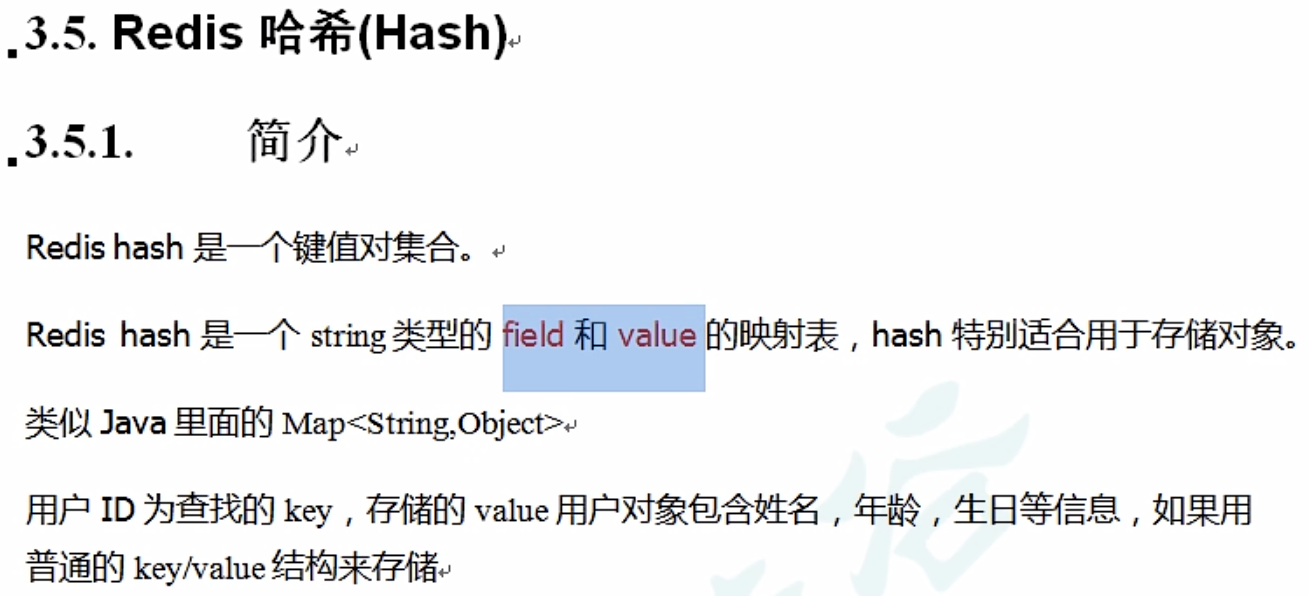 3.5. Redis 哈希(Hash)
3.5.1. 简介
Redis hash 是一个键值对集合。
Redis hash 是一个 string 类型的 field 和 value 的映射表，hash 特别适合用于存储对象。
类似 Java 里面的 Map<String,Object>
用户 ID 为查找的 key，存储的 value 用户对象包含姓名，年龄，生日等信息，如果用
普通的 key/value 结构来存储